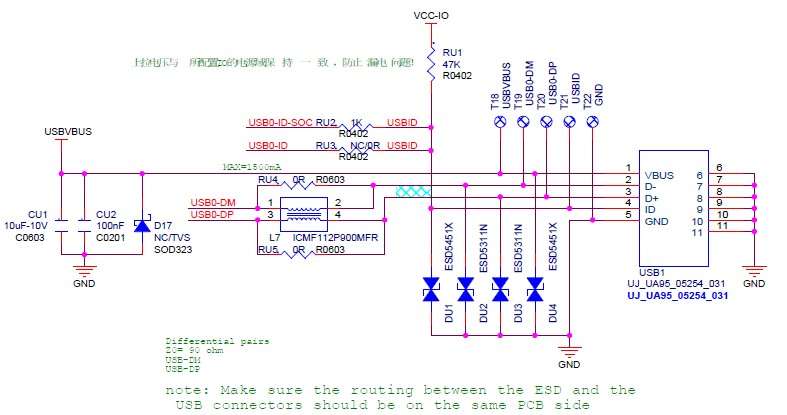 VCC-IO
RU1
47K
R0402
上拉电压与 所配置IO的电源域保 持 一 致 ，防止 漏电 问题!
T18 USBVBUS
T19 USB0-DM
T20 USB0-DP
T21 USBID
T22 GND
USB0-ID-SOC RU2 1K USBID
R0402
USB0-ID RU3 NC/0R USBID
R0402
USBVBUS
MAX=1500mA
RU4 0R R0603
USB0-DM 1 2
USB0-DP 3 4
L7 ICMF112P900MFR
RU5 0R R0603
CU1
10uF-10V
C0603
CU2
100nF
C0201
D17
NC/TVS
SOD323
GND
1 VBUS 6 6
2 D- 7 7
3 D+ 8 8
4 ID 9 9
5 GND 10 10
11 11
USB1
UJ_UA95_05254_031
UJ_UA95_05254_031
GND
ESD5451X
ESD5311N
ESD5311N
ESD5451X
DU1
DU2
DU3
DU4
GND
Differential pairs
Z0= 90 ohm
USB-DM
USB-DP
note: Make sure the routing between the ESD and the
USB connectors should be on the same PCB side